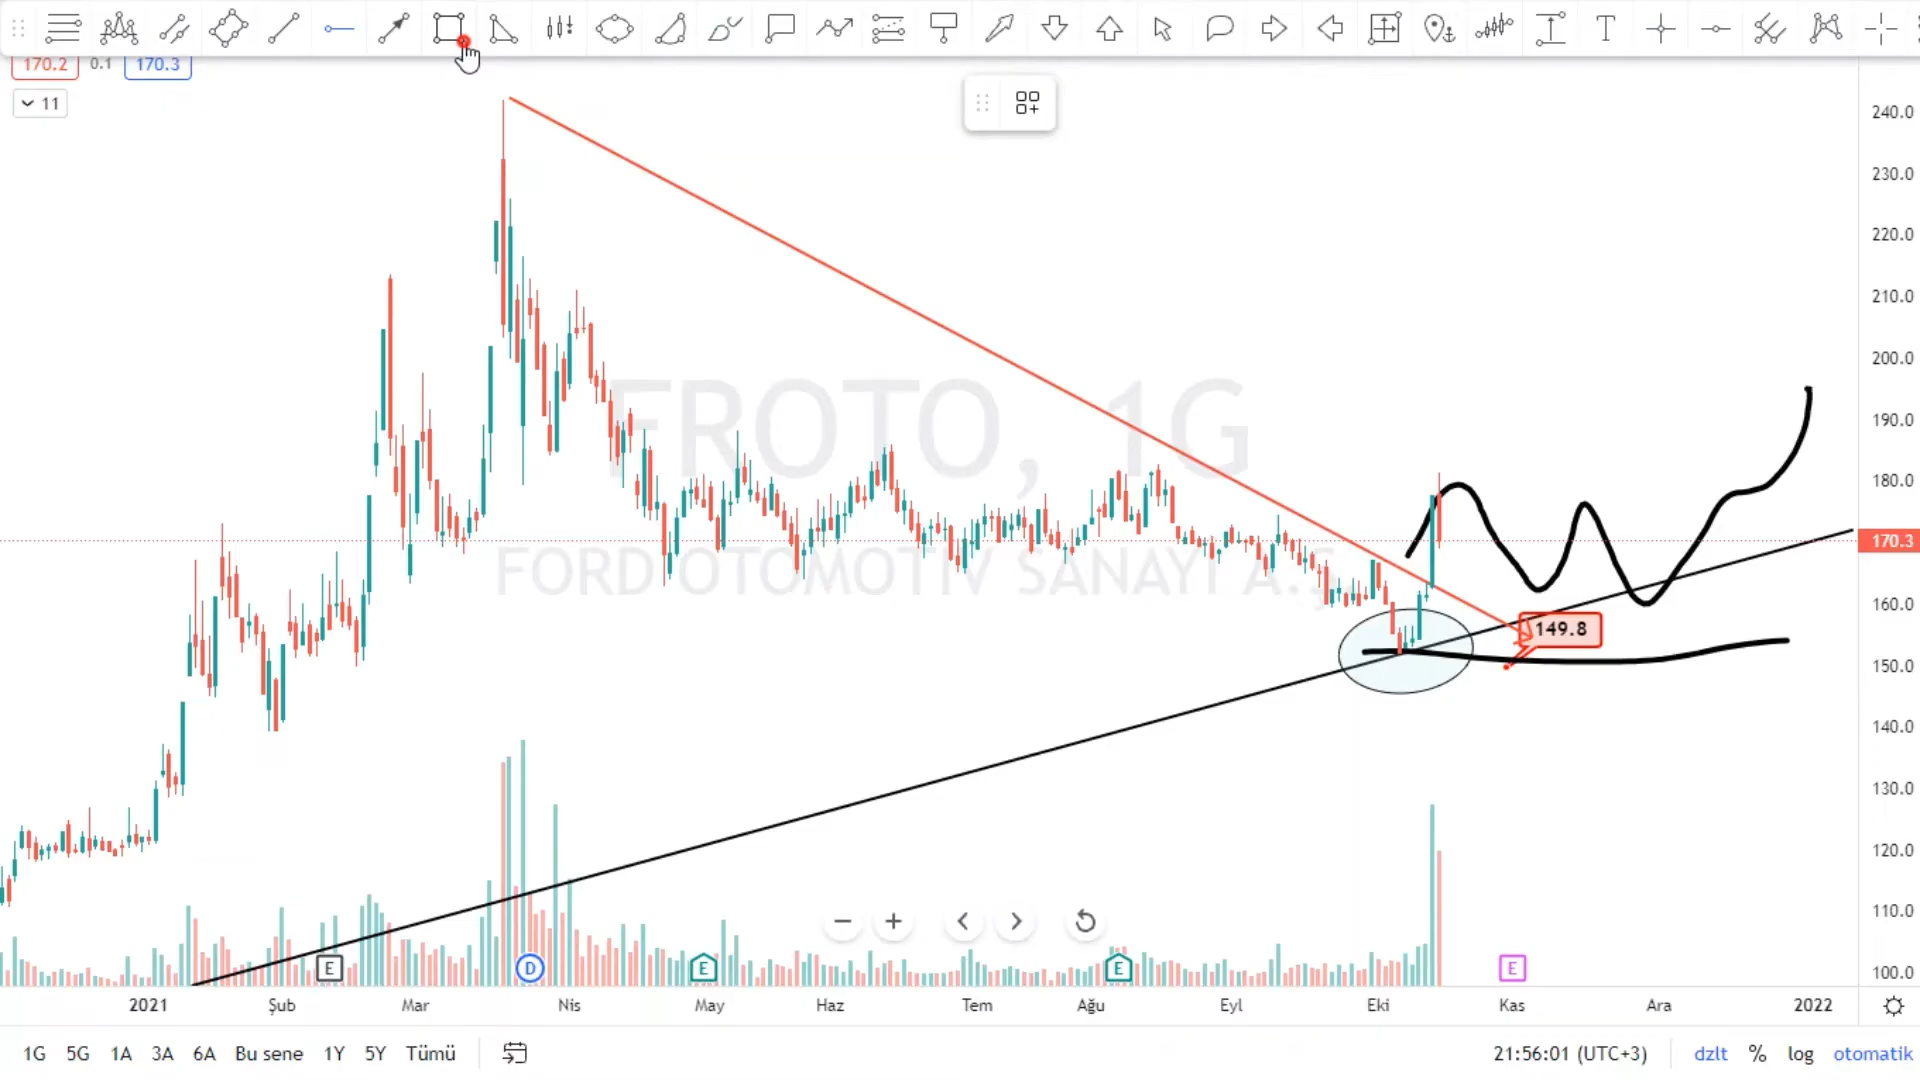 T
170.2 0.1 170.3
11
240.0
230.0
220.0
210.0
200.0
190.0
180.0
170.3
160.0
150.0
140.0
130.0
120.0
110.0
100.0
FROTO, 1G
FORD OTOMOTIV SANAYI A.Ş.
149.8
E D E E E
2021 Şub Mar Nis May Haz Tem Ağu Eyl Eki Kas Ara 2022
1G 5G 1A 3A 6A Bu sene 1Y 5Y Tümü 21:56:01 (UTC+3) dzlt % log otomatik